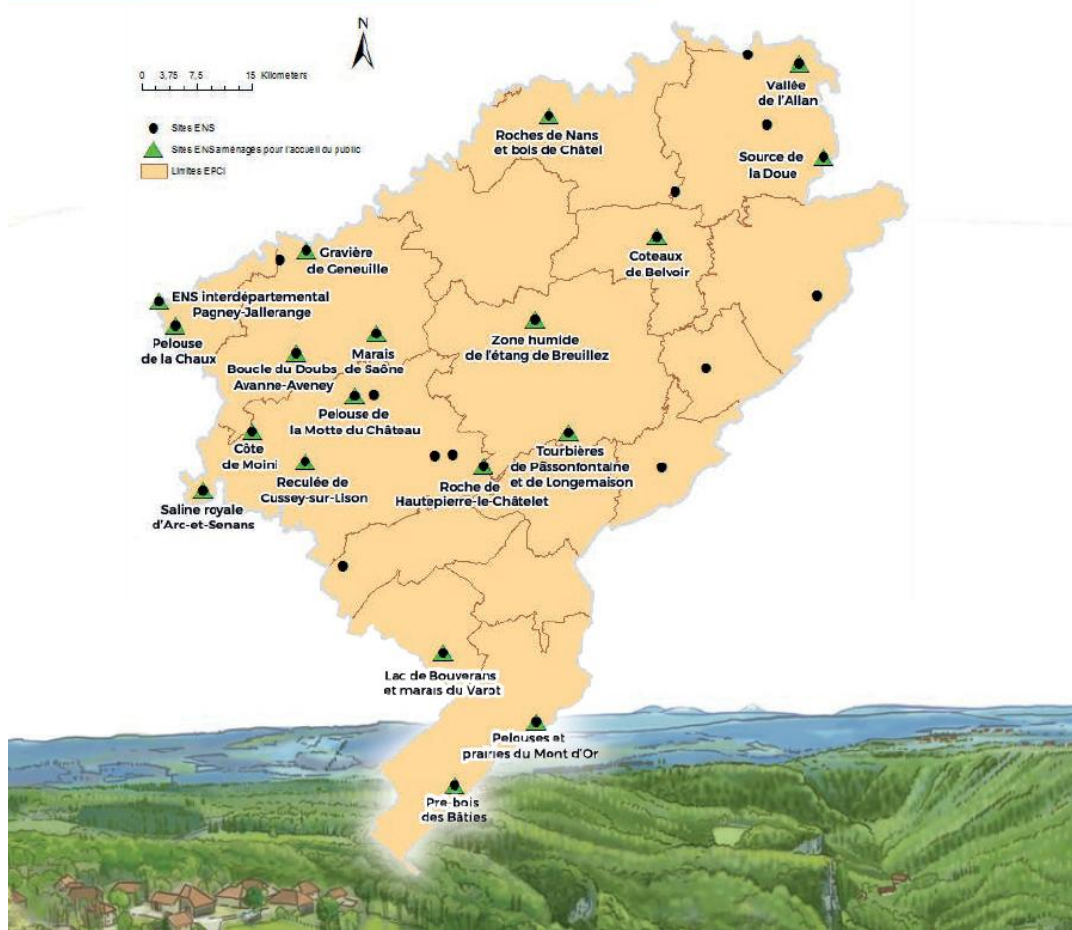 N
0 3,75 7,5 15 Kilometers
Sites ENS
Sites ENS aménagés pour l'accueil du public
Limites EPCI
Vallée
de l'Allan
Roches de Nans
et bois de Châtel
Source de
la Doue
Gravière
de Geneuille
Coteaux
de Belvoir
ENS interdépartemental
Pagney-Jallerange
Pelouse
de la Chaux
Boucle du Doubs
Avanne-Aveney
Marais
de Saône
Zone humide
de l'étang de Breuillez
Pelouse de
la Motte du Château
Côte
de Moini
Reculée de
Cussey-sur-Lison
Roche de
Hautepierre-le-Châtelet
Tourbières
de Passonfontaine
et de Longemaison
Saline royale
d'Arc-et-Senans
Lac de Bouverans
et marais du Varot
Pelouses et
prairies du Mont d'Or
Pre-bois
des Bâties